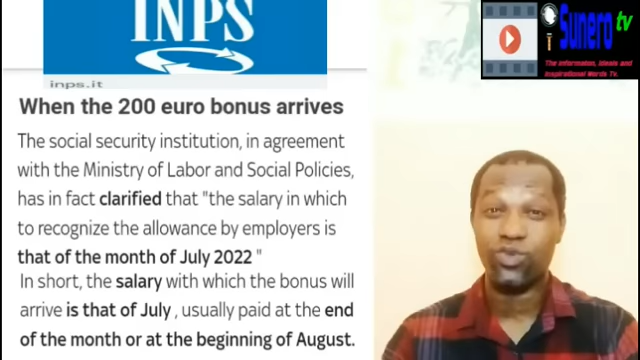 INPS
inps.it
When the 200 euro bonus arrives
The social security institution, in agreement
with the Ministry of Labor and Social Policies,
has in fact clarified that "the salary in which
to recognize the allowance by employers is
that of the month of July 2022 "
In short, the salary with which the bonus will
arrive is that of July , usually paid at the end
of the month or at the beginning of August.
Sunero tv
The Information, Ideals and
Inspirational Words Tv.